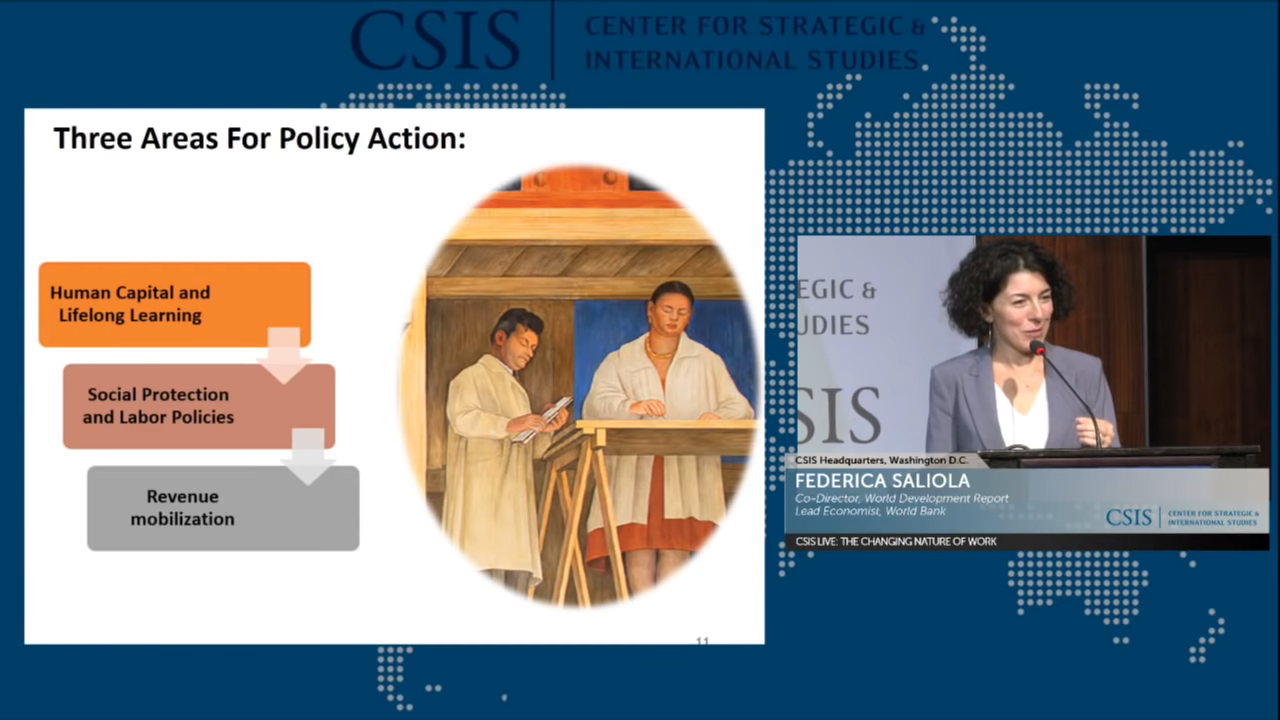 CSIS
CENTER FOR STRATEGIC &
INTERNATIONAL STUDIES
Three Areas For Policy Action:
Human Capital and
Lifelong Learning
Social Protection
and Labor Policies
Revenue
mobilization
11
EGIC &
UDIES
SIS
CSIS Headquarters, Washington D.C.
FEDERICA SALIOLA
Co-Director, World Development Report
Lead Economist, World Bank
CSIS
CENTER FOR STRATEGIC &
INTERNATIONAL STUDIES
CSIS LIVE: THE CHANGING NATURE OF WORK